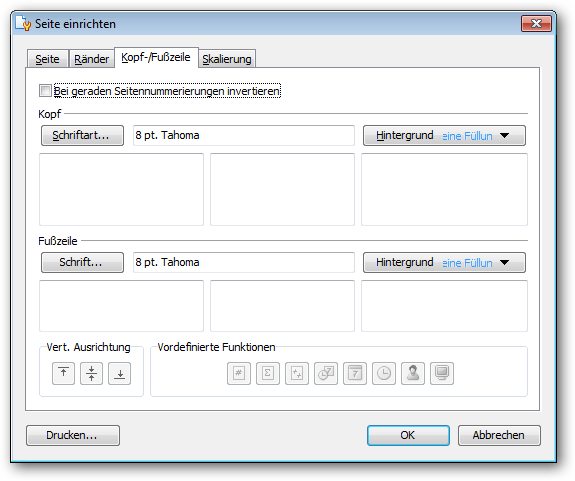 Seite einrichten
Seite
Ränder
Kopf-/Fußzeile
Skalierung
Bei geraden Seitennummerierungen invertieren
Kopf
Schriftart...
8 pt. Tahoma
Hintergrund eine Füllun
Fußzeile
Schrift...
8 pt. Tahoma
Hintergrund eine Füllun
Vert. Ausrichtung
Vordefinierte Funktionen
Drucken...
OK
Abbrechen